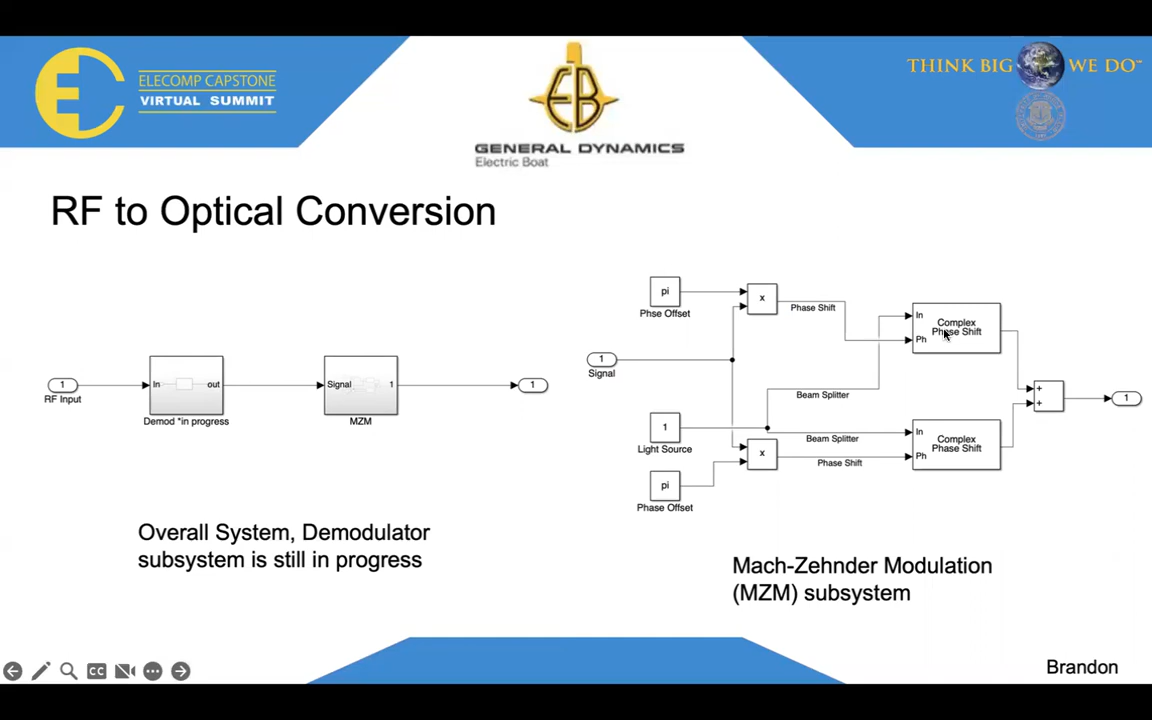 ELECOMP CAPSTONE
VIRTUAL SUMMIT
EB
GENERAL DYNAMICS
Electric Boat
THINK BIG WE DO™
RF to Optical Conversion
1
RF Input
In out
Demod *in progress
Signal 1
MZM
1
Overall System, Demodulator
subsystem is still in progress
pi
Phse Offset
x
Phase Shift
1
Signal
In
Complex
Phase Shift
Ph
Beam Splitter
1
Light Source
Beam Splitter
x
Phase Shift
pi
Phase Offset
In
Complex
Phase Shift
Ph
+
+
1
Mach-Zehnder Modulation
(MZM) subsystem
CC
Brandon